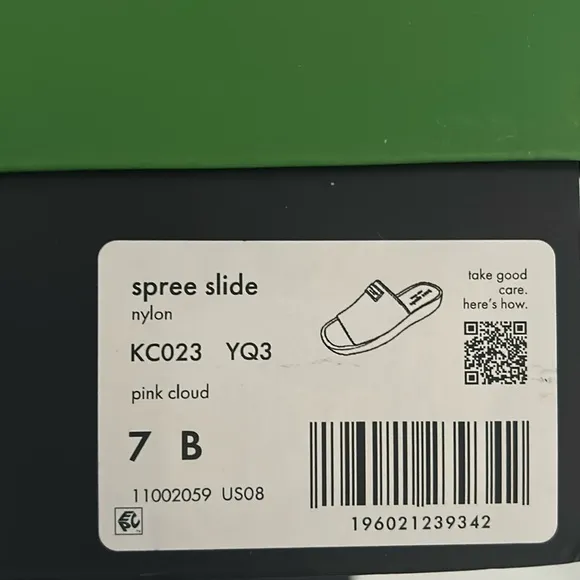 spree slide
nylon
KC023 YQ3
pink cloud
7 B
11002059 US08
take good
care.
here's how.
196021239342